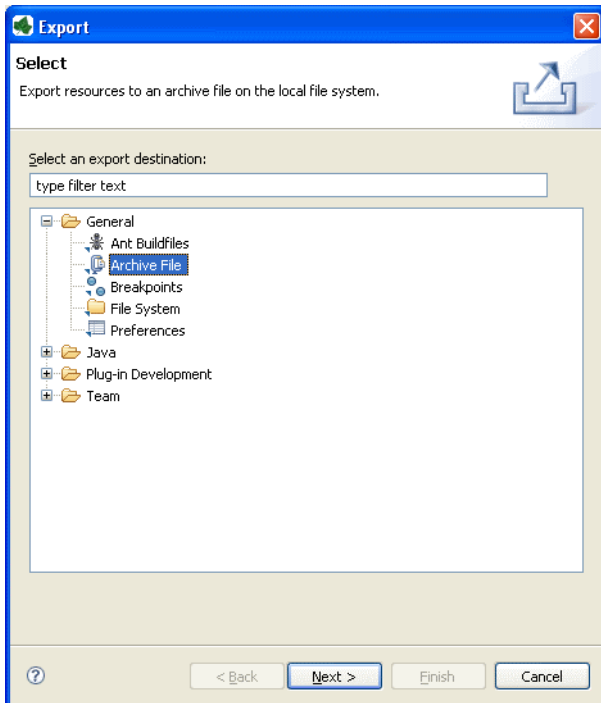 Export
Select
Export resources to an archive file on the local file system.
Select an export destination:
type filter text
General
Ant Buildfiles
Archive File
Breakpoints
File System
Preferences
Java
Plug-in Development
Team
? < Back Next > Finish Cancel